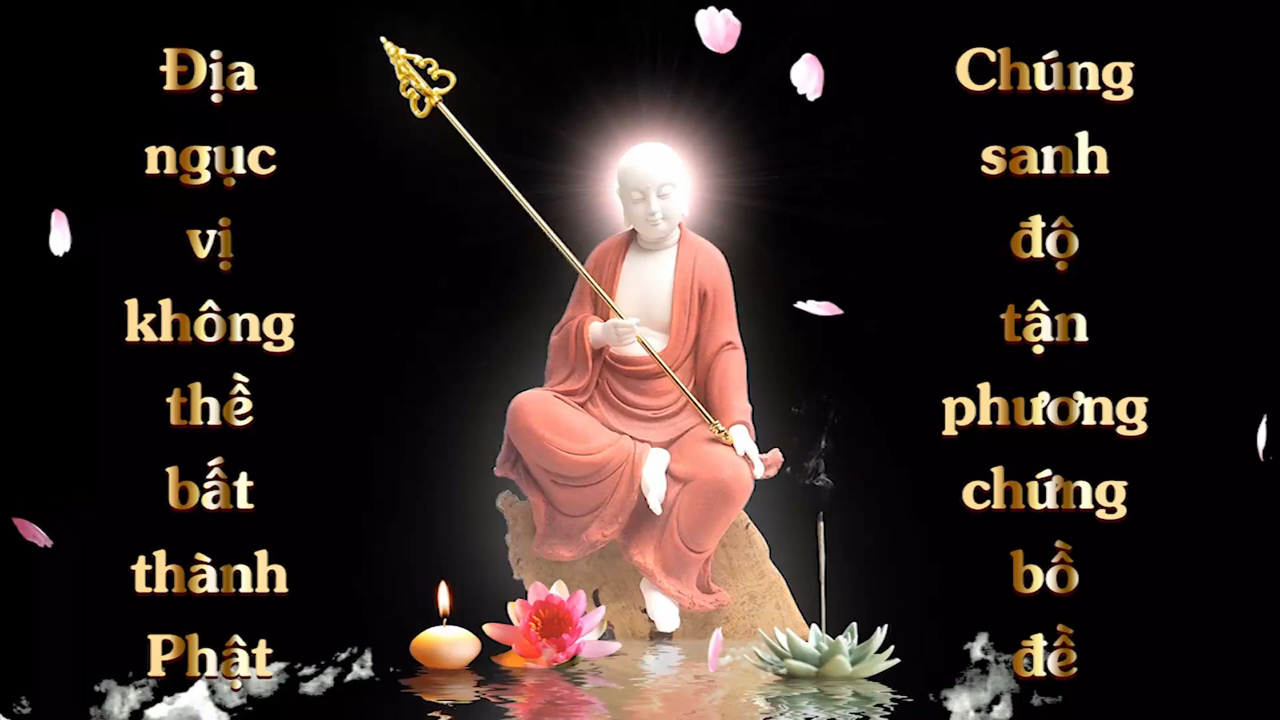 Địa
ngục
vị
không
thề
bất
thành
Phật
Chúng
sanh
độ
tận
phương
chứng
bồ
đề